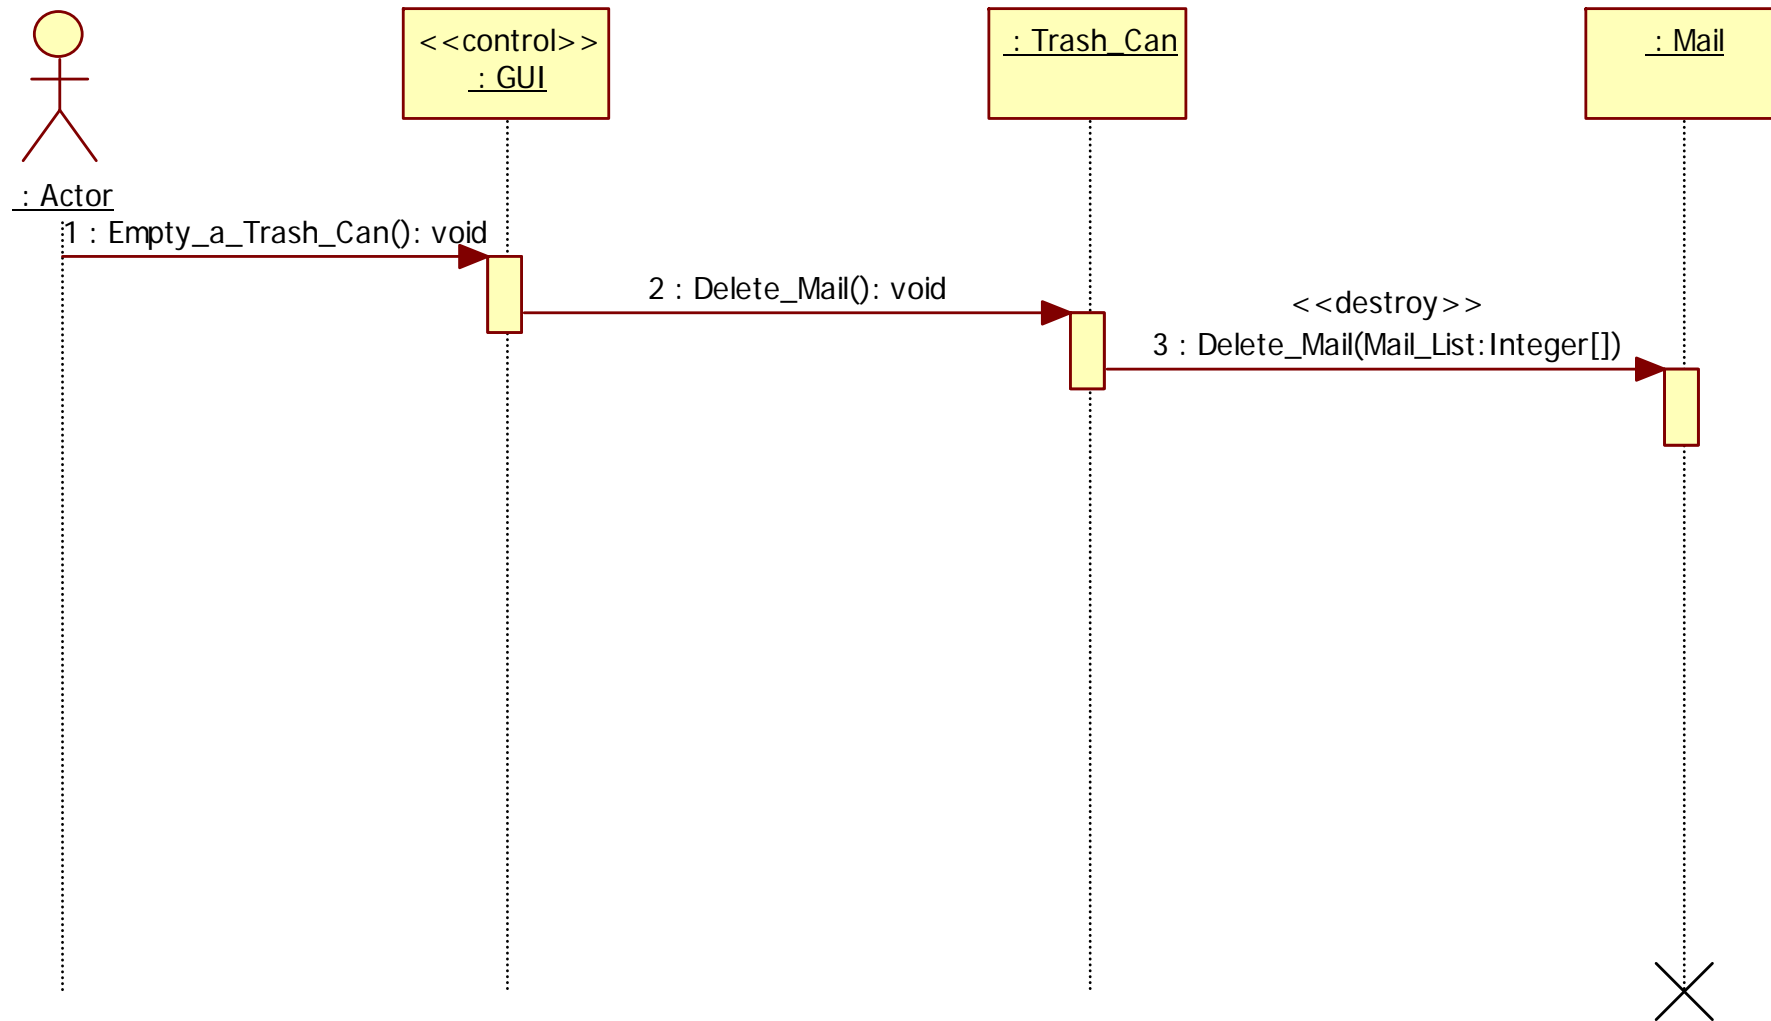 <<control>>
: GUI
: Trash_Can
: Mail
: Actor
1 : Empty_a_Trash_Can(): void
2 : Delete_Mail(): void
<<destroy>>
3 : Delete_Mail(Mail_List:Integer[])